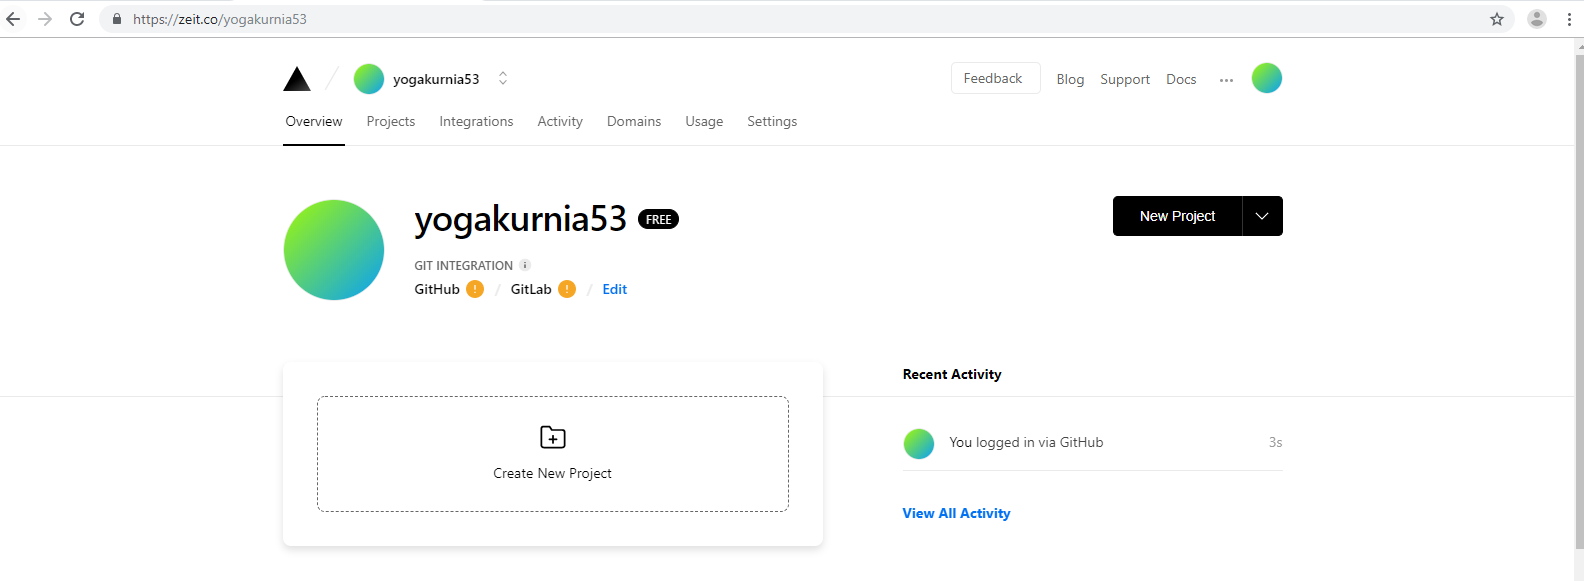 https://zeit.co/yogakurnia53
yogakurnia53
Feedback Blog Support Docs
Overview Projects Integrations Activity Domains Usage Settings
yogakurnia53 FREE
New Project
GIT INTEGRATION
GitHub / GitLab / Edit
Recent Activity
Create New Project
You logged in via GitHub 3s
View All Activity